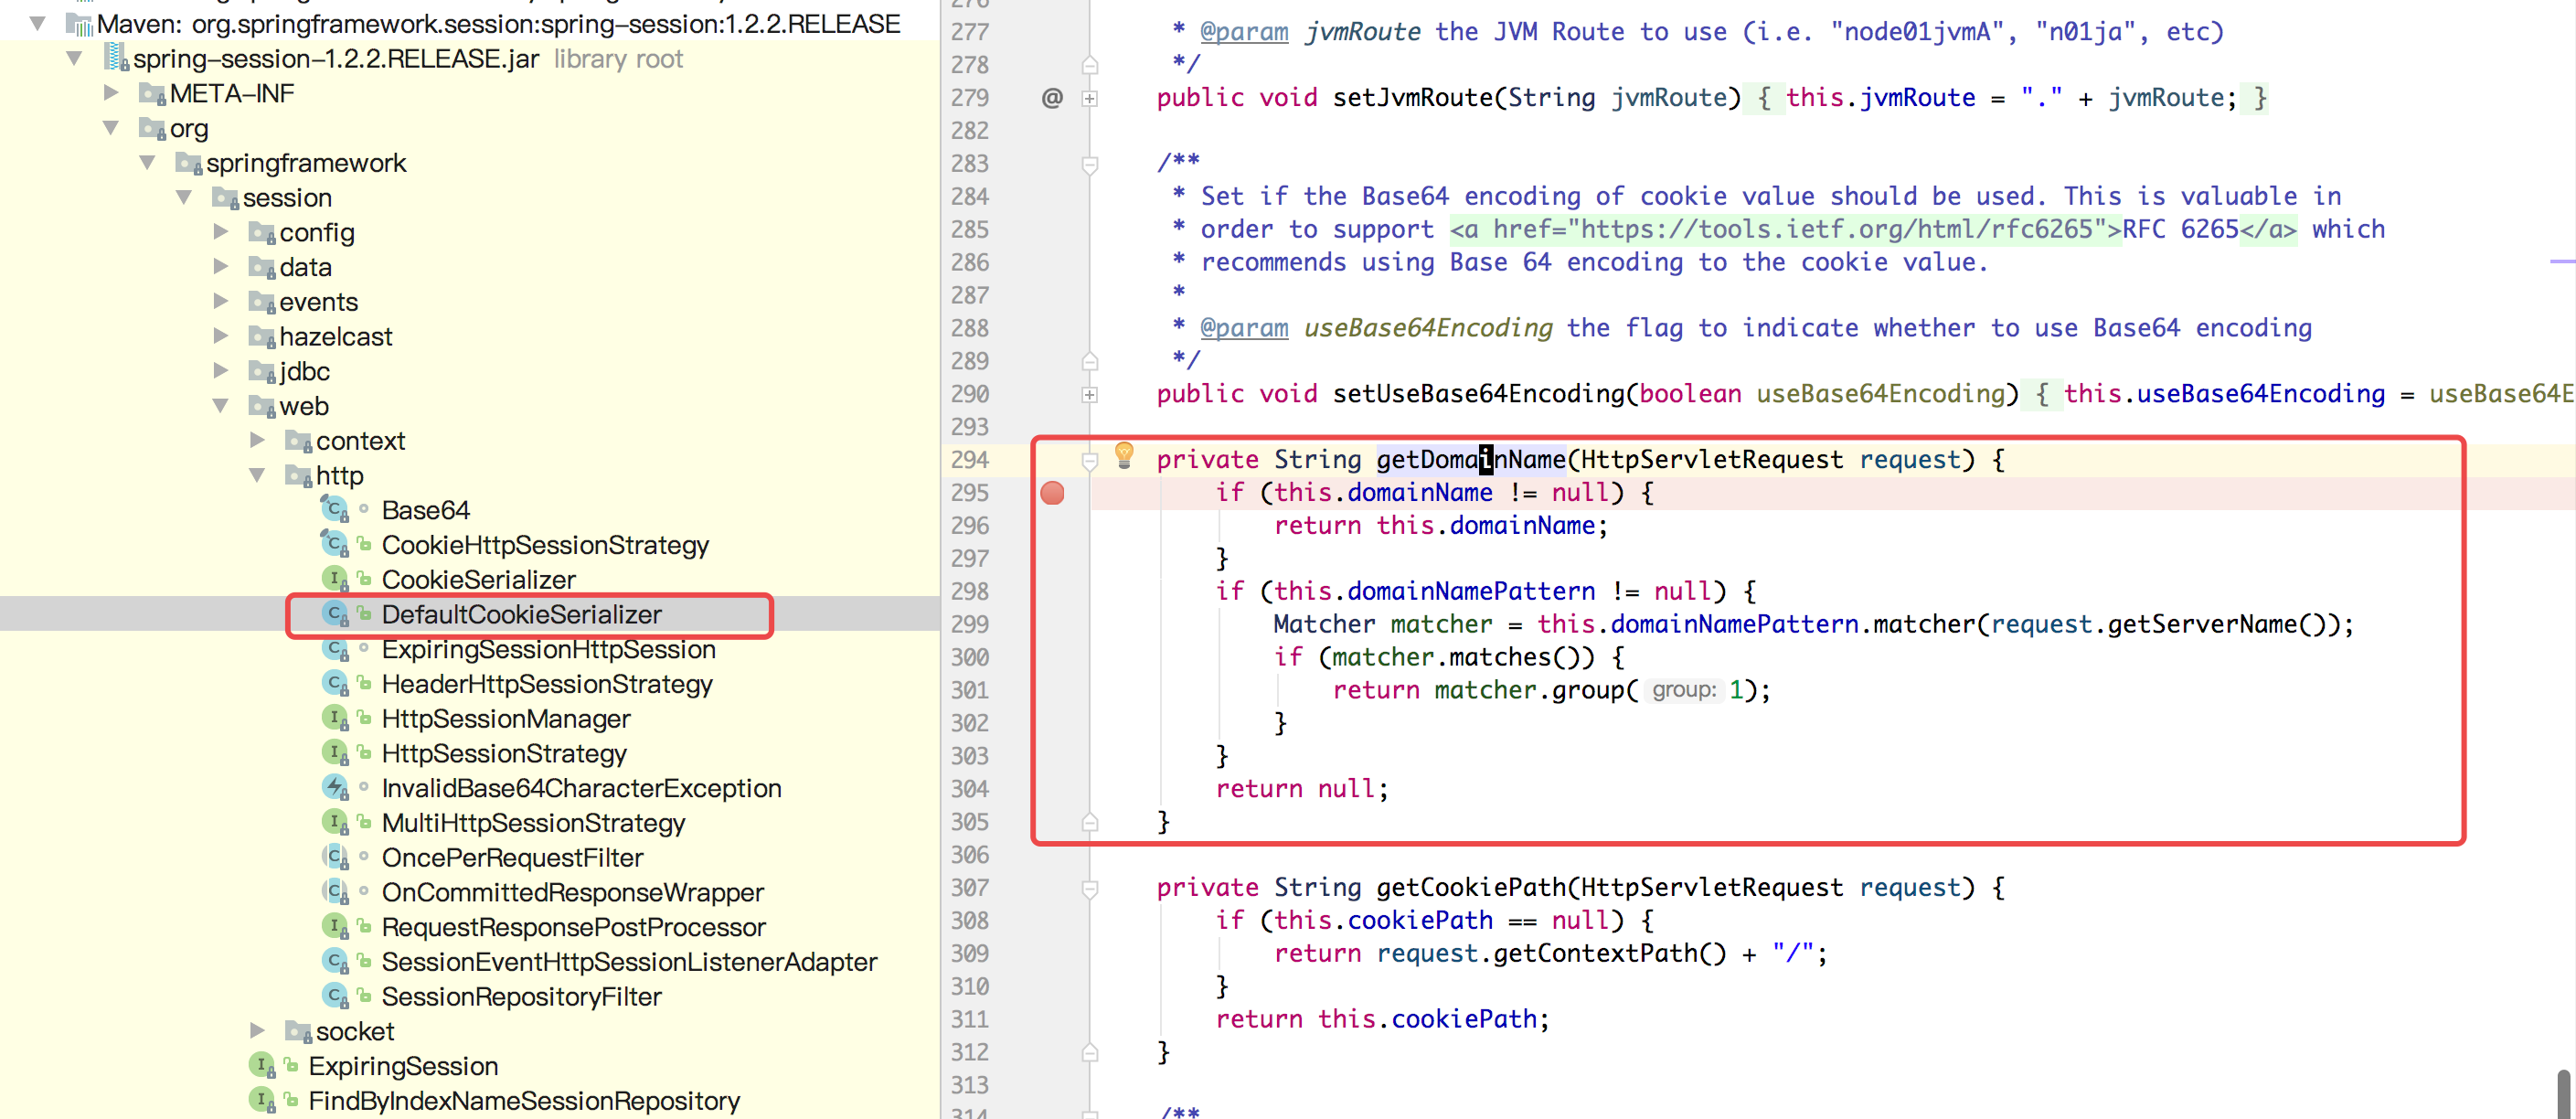 Maven: org.springframework.session:spring-session:1.2.2.RELEASE
spring-session-1.2.2.RELEASE.jar library root
META-INF
org
springframework
session
config
data
events
hazelcast
jdbc
web
context
http
Base64
CookieHttpSessionStrategy
CookieSerializer
DefaultCookieSerializer
ExpiringSessionHttpSession
HeaderHttpSessionStrategy
HttpSessionManager
HttpSessionStrategy
InvalidBase64CharacterException
MultiHttpSessionStrategy
OncePerRequestFilter
OnCommittedResponseWrapper
RequestResponsePostProcessor
SessionEventHttpSessionListenerAdapter
SessionRepositoryFilter
socket
ExpiringSession
FindByIndexNameSessionRepository
276
277 * @param jvmRoute the JVM Route to use (i.e. "node01jvmA", "n01ja", etc)
278 */
279 @ public void setJvmRoute(String jvmRoute) { this.jvmRoute = "." + jvmRoute; }
282
283 /**
284 * Set if the Base64 encoding of cookie value should be used. This is valuable in
285 * order to support <a href="https://tools.ietf.org/html/rfc6265">RFC 6265</a> which
286 * recommends using Base 64 encoding to the cookie value.
287 *
288 * @param useBase64Encoding the flag to indicate whether to use Base64 encoding
289 */
290 public void setUseBase64Encoding(boolean useBase64Encoding) { this.useBase64Encoding = useBase64E
293
294 private String getDomainName(HttpServletRequest request) {
295 if (this.domainName != null) {
296 return this.domainName;
297 }
298 if (this.domainNamePattern != null) {
299 Matcher matcher = this.domainNamePattern.matcher(request.getServerName());
300 if (matcher.matches()) {
301 return matcher.group( group: 1);
302 }
303 }
304 return null;
305 }
306
307 private String getCookiePath(HttpServletRequest request) {
308 if (this.cookiePath == null) {
309 return request.getContextPath() + "/";
310 }
311 return this.cookiePath;
312 }
313
314 /**